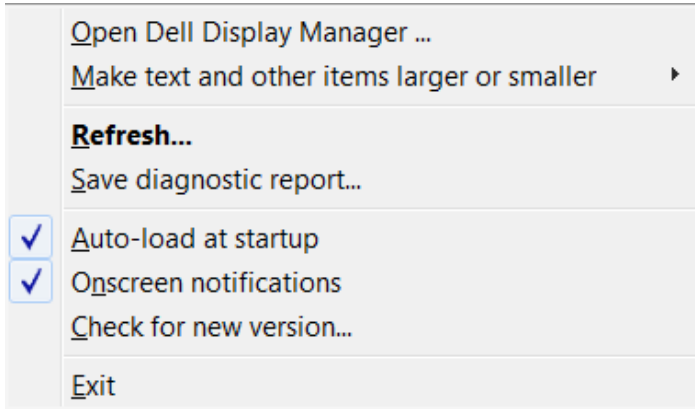 Open Dell Display Manager ...
Make text and other items larger or smaller
Refresh...
Save diagnostic report...
Auto-load at startup
Onscreen notifications
Check for new version...
Exit